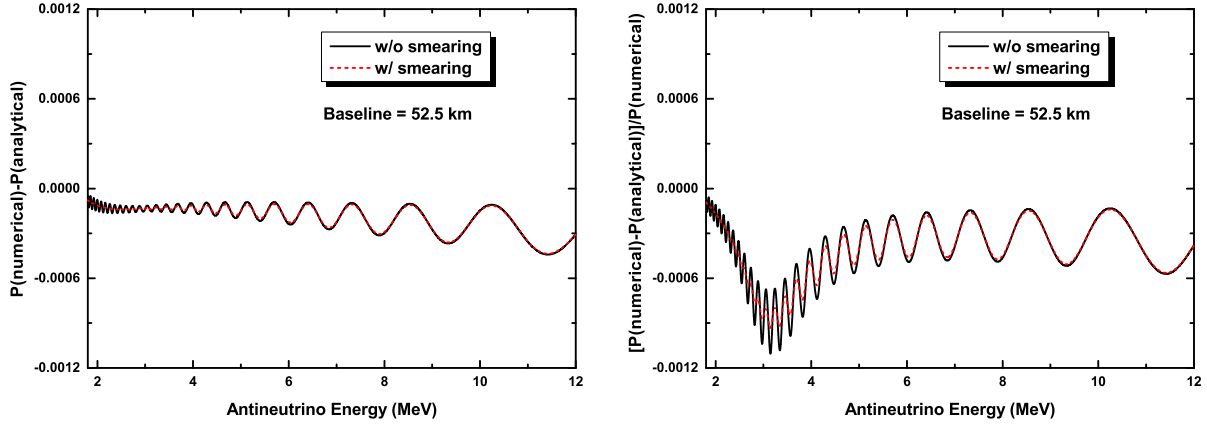 0.0012
0.0006
0.0000
-0.0006
-0.0012
P(numerical)-P(analytical)
w/o smearing
w/ smearing
Baseline = 52.5 km
2 4 6 8 10 12
Antineutrino Energy (MeV)
0.0012
0.0006
0.0000
-0.0006
-0.0012
[P(numerical)-P(analytical)]/P(numerical)
w/o smearing
w/ smearing
Baseline = 52.5 km
2 4 6 8 10 12
Antineutrino Energy (MeV)